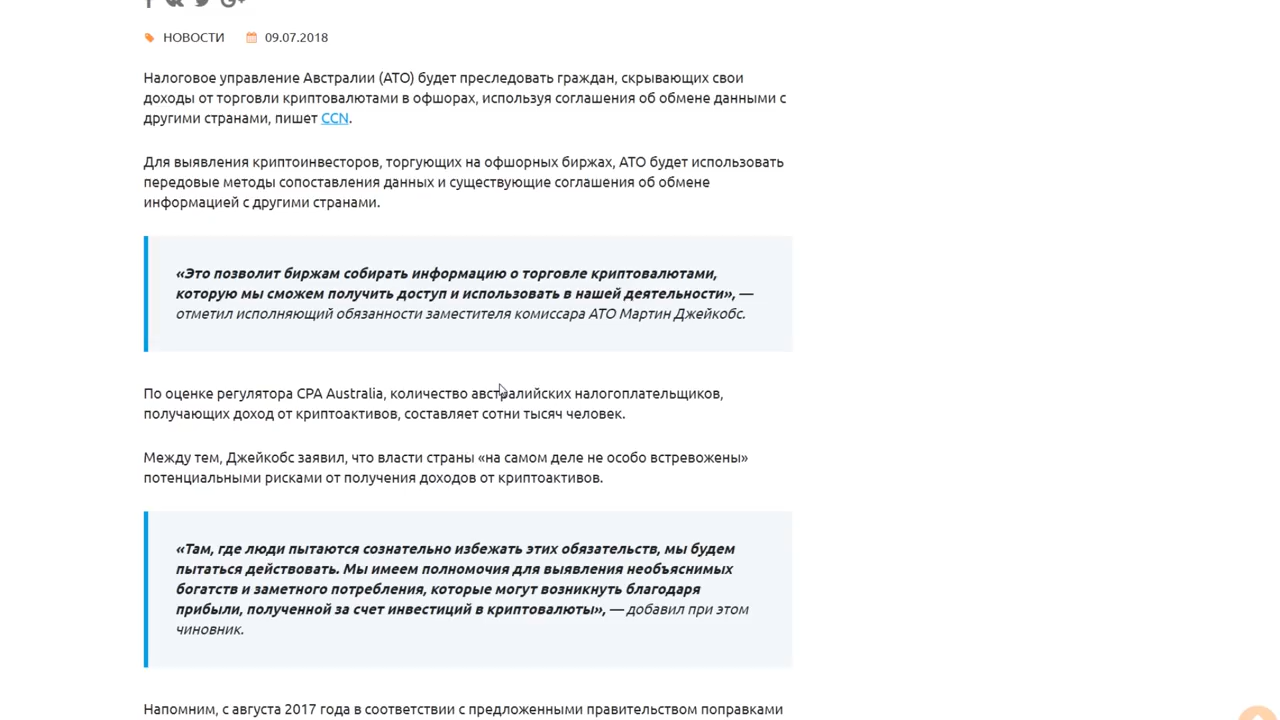 НОВОСТИ 09.07.2018
Налоговое управление Австралии (АТО) будет преследовать граждан, скрывающих свои
доходы от торговли криптовалютами в офшорах, используя соглашения об обмене данными с
другими странами, пишет CCN.
Для выявления криптоинвесторов, торгующих на офшорных биржах, АТО будет использовать
передовые методы сопоставления данных и существующие соглашения об обмене
информацией с другими странами.
«Это позволит биржам собирать информацию о торговле криптовалютами,
которую мы сможем получить доступ и использовать в нашей деятельности», —
отметил исполняющий обязанности заместителя комиссара АТО Мартин Джейкобс.
По оценке регулятора CPA Australia, количество австралийских налогоплательщиков,
получающих доход от криптоактивов, составляет сотни тысяч человек.
Между тем, Джейкобс заявил, что власти страны «на самом деле не особо встревожены»
потенциальными рисками от получения доходов от криптоактивов.
«Там, где люди пытаются сознательно избежать этих обязательств, мы будем
пытаться действовать. Мы имеем полномочия для выявления необъяснимых
богатств и заметного потребления, которые могут возникнуть благодаря
прибыли, полученной за счет инвестиций в криптовалюты», — добавил при этом
чиновник.
Напомним, с августа 2017 года в соответствии с предложенными правительством поправками